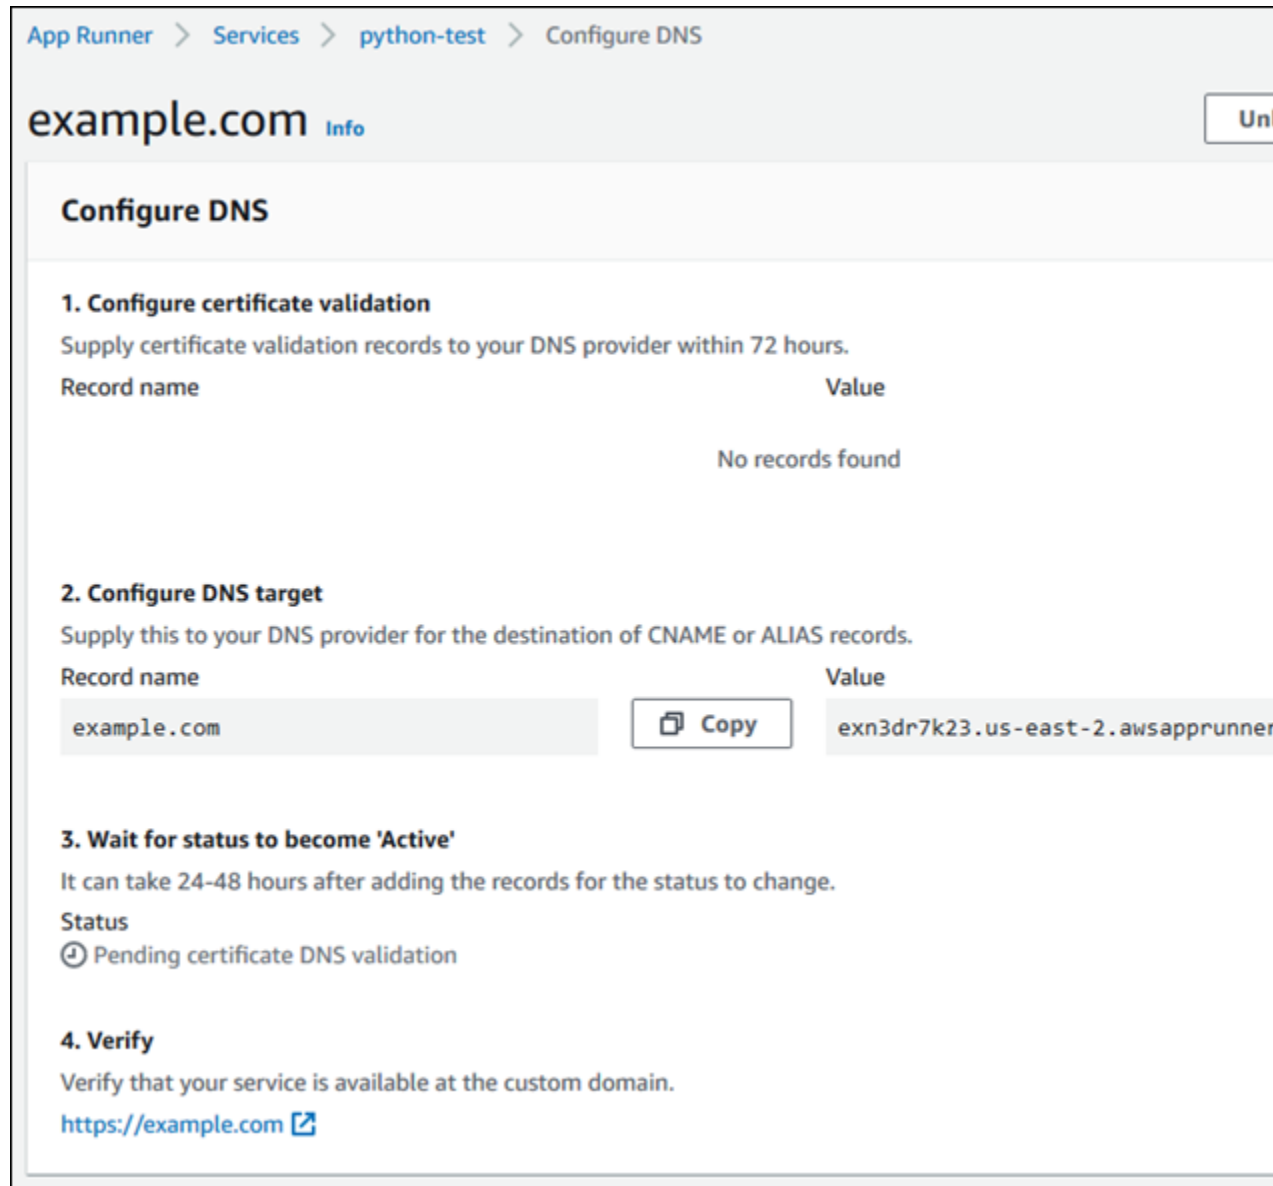 App Runner > Services > python-test > Configure DNS
example.com Info
Unl
Configure DNS
1. Configure certificate validation
Supply certificate validation records to your DNS provider within 72 hours.
Record name Value
No records found
2. Configure DNS target
Supply this to your DNS provider for the destination of CNAME or ALIAS records.
Record name Value
example.com Copy exn3dr7k23.us-east-2.awsapprunner
3. Wait for status to become 'Active'
It can take 24-48 hours after adding the records for the status to change.
Status
Pending certificate DNS validation
4. Verify
Verify that your service is available at the custom domain.
https://example.com